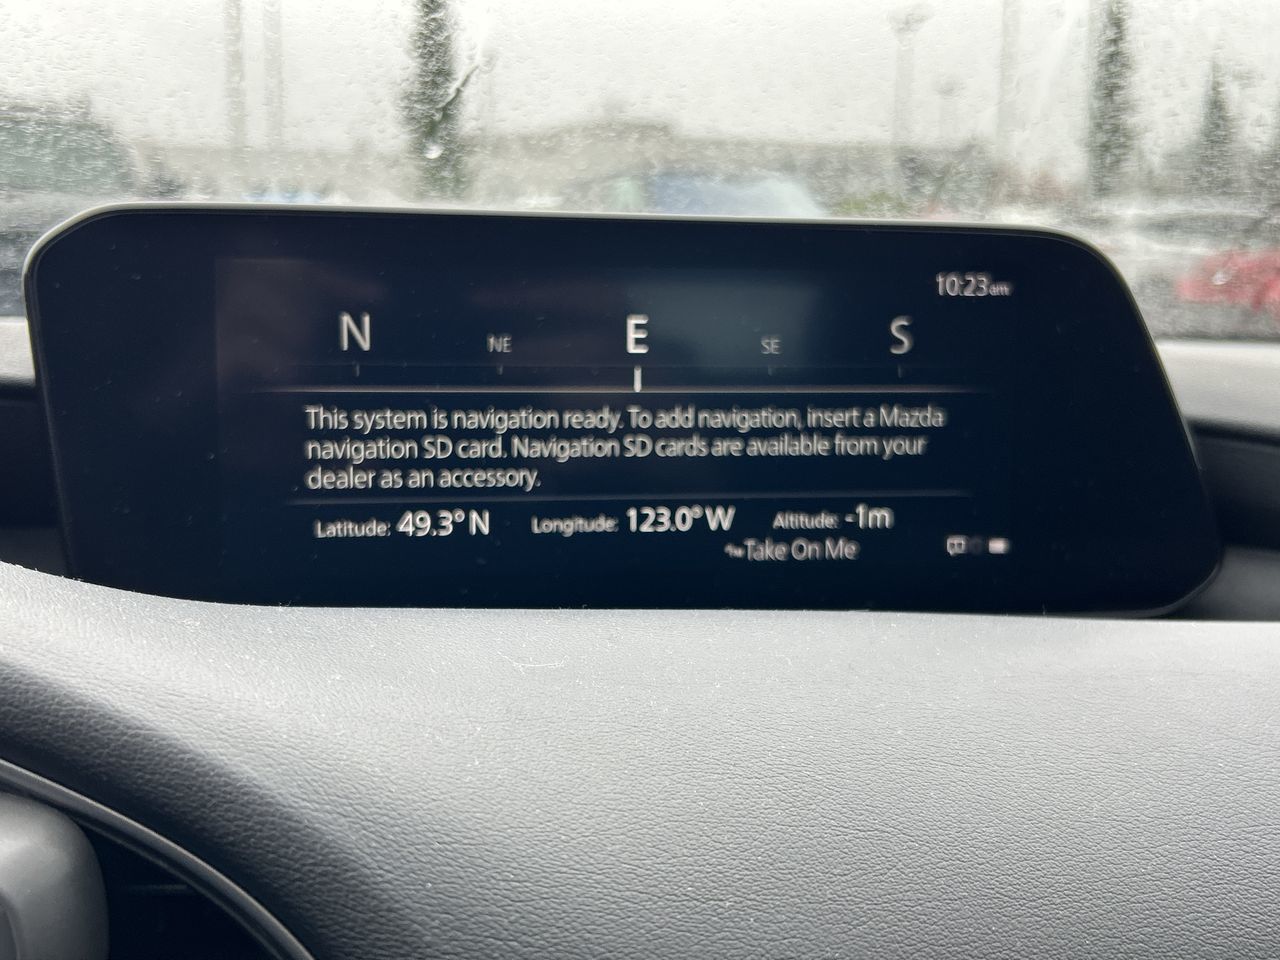 10:23am
N NE E SE S
This system is navigation ready. To add navigation, insert a Mazda
navigation SD card. Navigation SD cards are available from your
dealer as an accessory.
Latitude: 49.3° N Longitude: 123.0° W Altitude: -1m
Take On Me